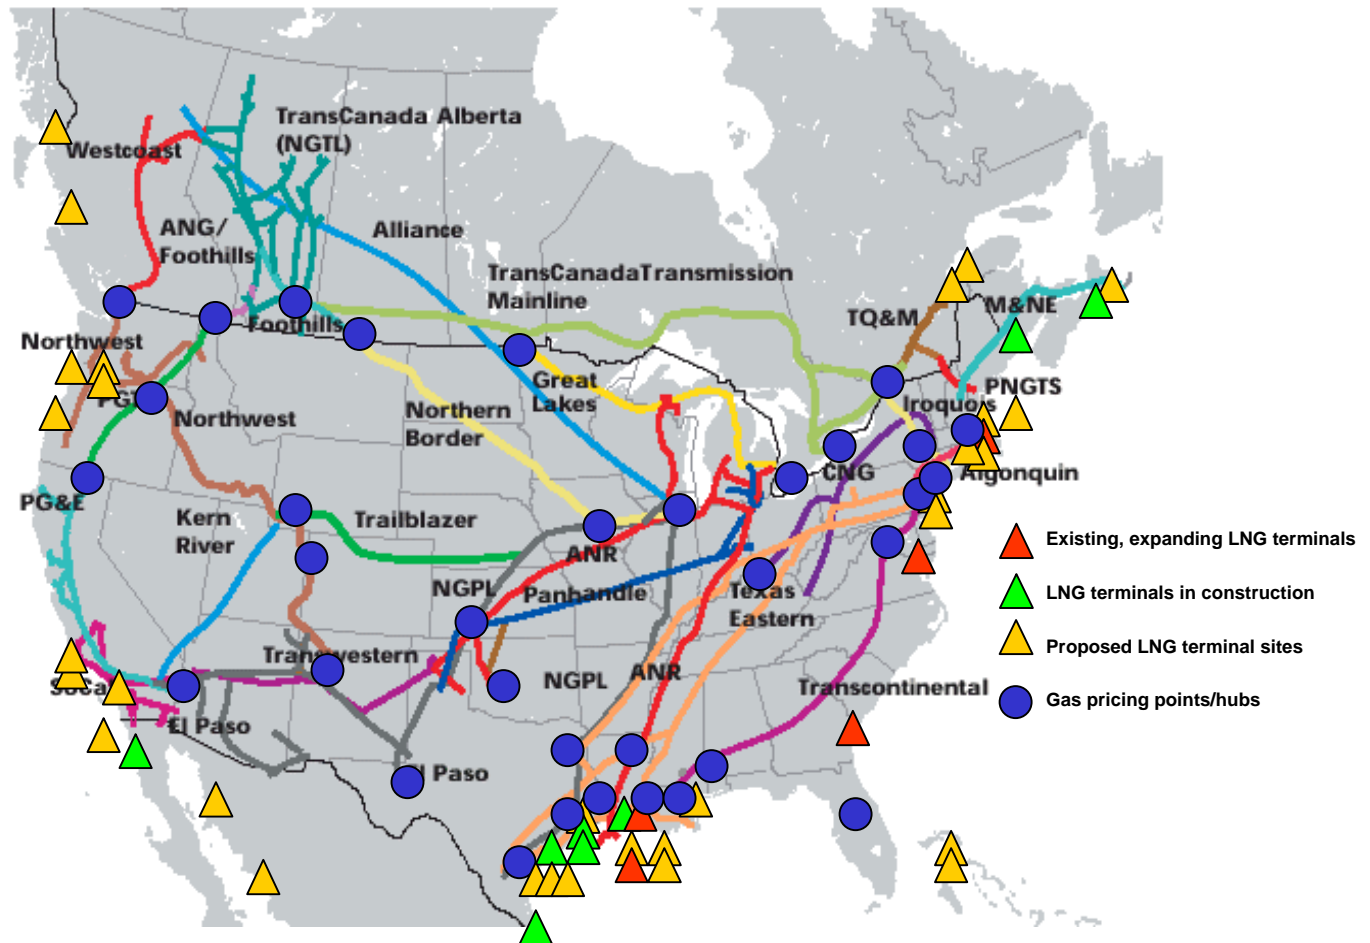 TransCanada Alberta
(NGTL)
Westcoast
ANG/
Foothills
Alliance
TransCanadaTransmission
Mainline
TQ&M
M&NE
Foothills
Northwest
Great
Lakes
PNGTS
Iroquois
Northwest
Northern
Border
CNG
Algonquin
PG&E
Kern
River
Trailblazer
ANR
NGPL
Panhandle
Texas
Eastern
Existing, expanding LNG terminals
LNG terminals in construction
Proposed LNG terminal sites
Gas pricing points/hubs
Transwestern
SoCal
NGPL
ANR
Transcontinental
El Paso
El Paso